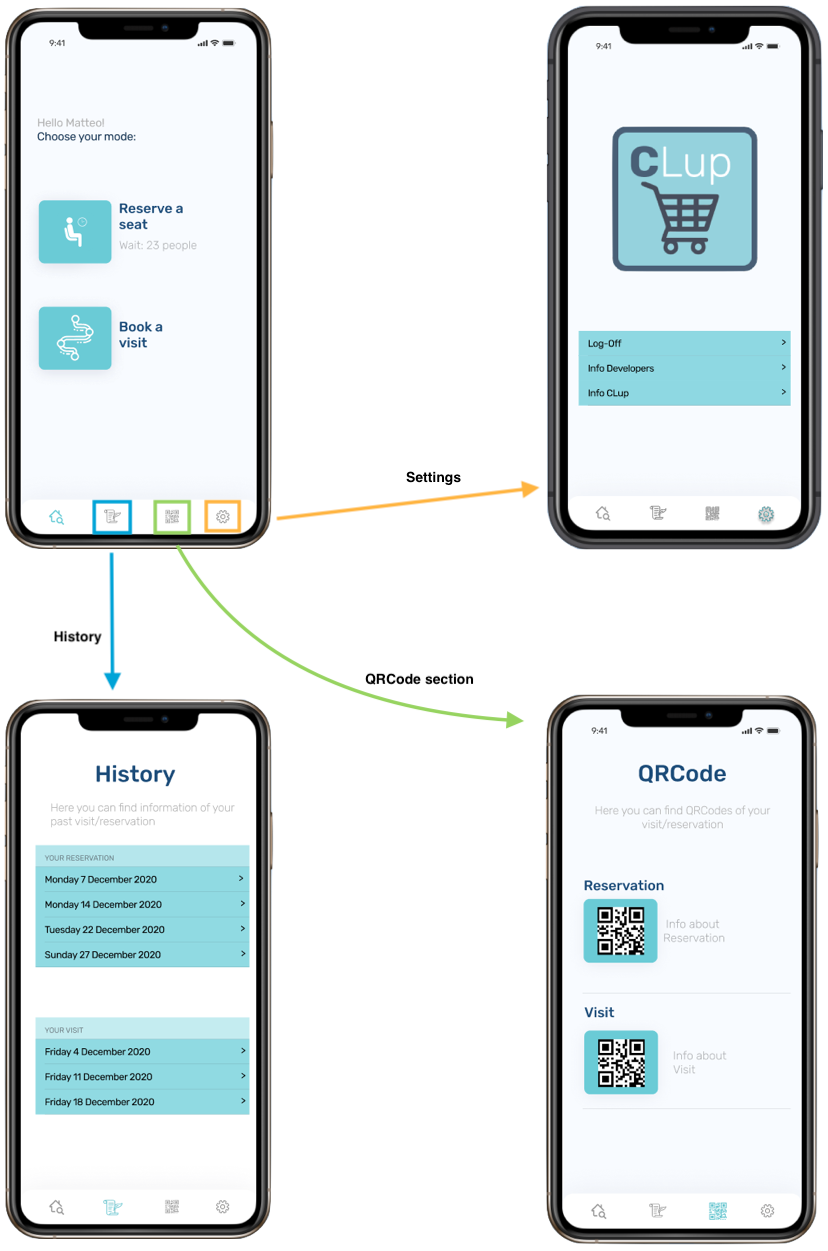 9:41
Hello Matteo!
Choose your mode:
Reserve a
seat
Wait: 23 people
Book a
visit
9:41
CLup
Log-Off >
Info Developers >
Info CLup >
Settings
History
QRCode section
History
Here you can find information of your
past visit/reservation
YOUR RESERVATION
Monday 7 December 2020 >
Monday 14 December 2020 >
Tuesday 22 December 2020 >
Sunday 27 December 2020 >
YOUR VISIT
Friday 4 December 2020 >
Friday 11 December 2020 >
Friday 18 December 2020 >
9:41
QRCode
Here you can find QRCodes of your
visit/reservation
Reservation
Info about
Reservation
Visit
Info about
Visit